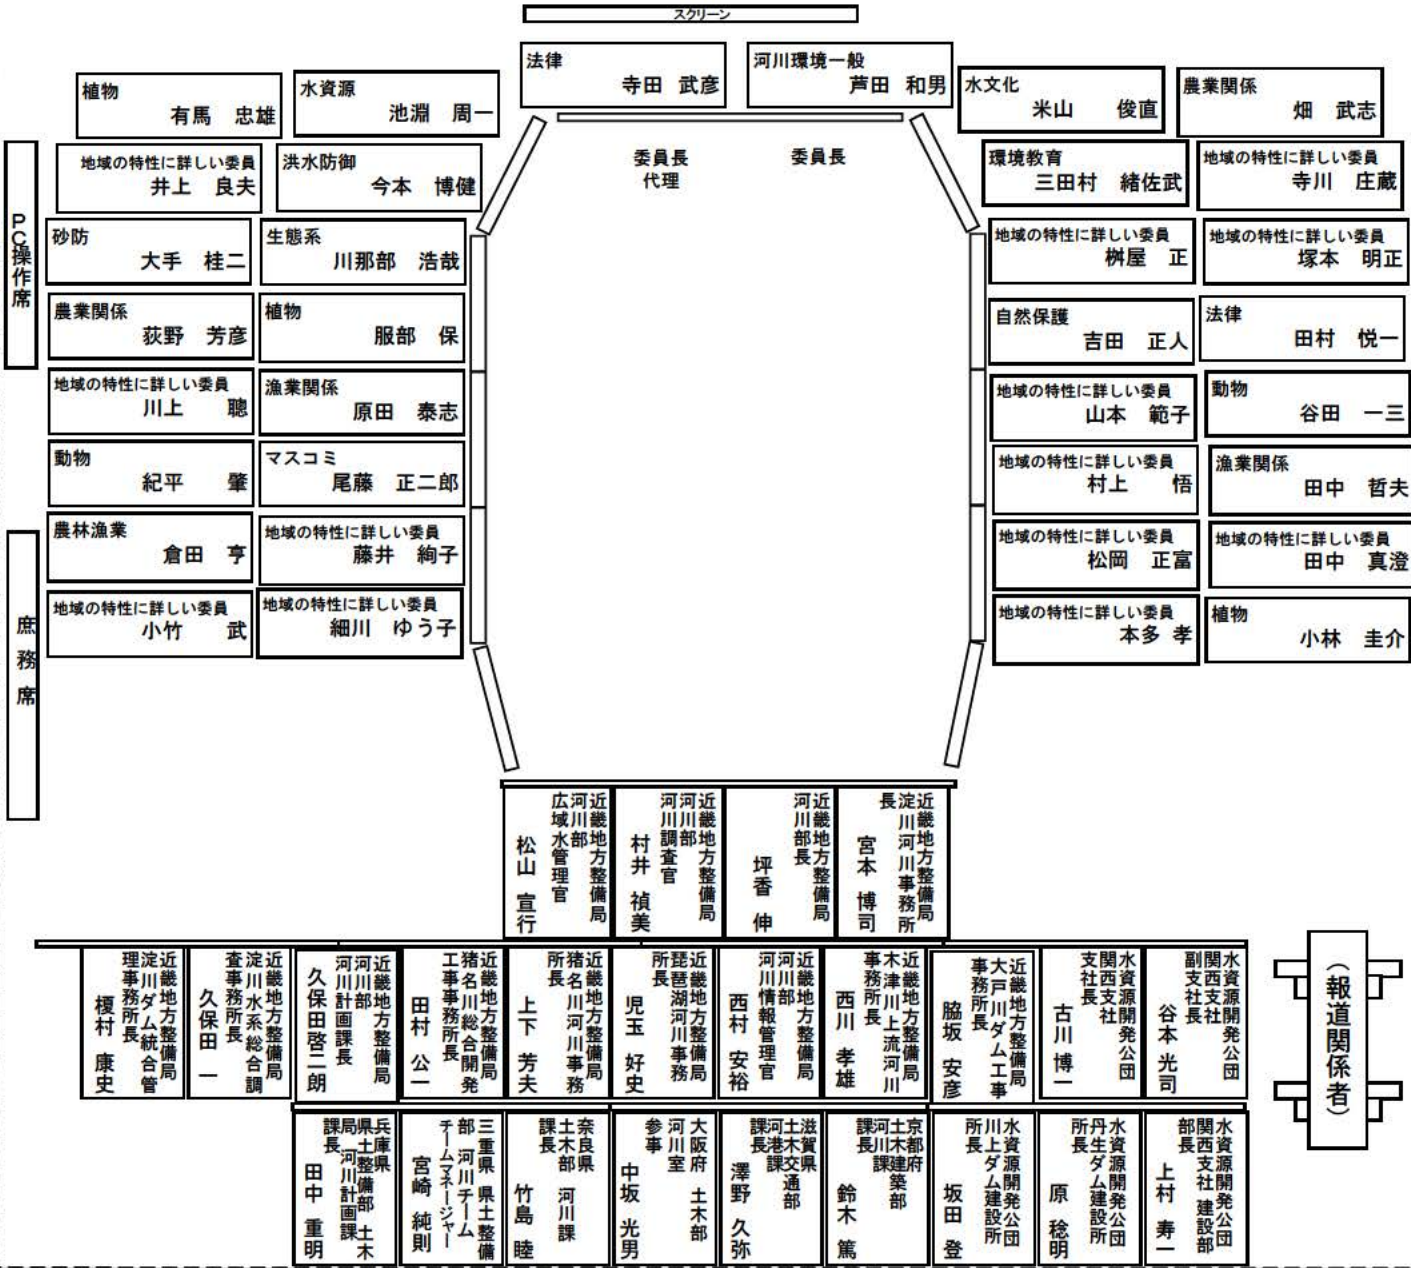 スクリーン
法律
寺田 武彦
河川環境一般
芦田 和男
植物
有馬 忠雄
水資源
池淵 周一
水文化
米山 俊直
農業関係
畑 武志
委員長
代理
委員長
地域の特性に詳しい委員
井上 良夫
洪水防御
今本 博健
環境教育
三田村 緒佐武
地域の特性に詳しい委員
寺川 庄蔵
PC操作席
砂防
大手 桂二
生態系
川那部 浩哉
地域の特性に詳しい委員
桝屋 正
地域の特性に詳しい委員
塚本 明正
農業関係
荻野 芳彦
植物
服部 保
自然保護
吉田 正人
法律
田村 悦一
地域の特性に詳しい委員
川上 聰
漁業関係
原田 泰志
地域の特性に詳しい委員
山本 範子
動物
谷田 一三
動物
紀平 肇
マスコミ
尾藤 正二郎
地域の特性に詳しい委員
村上 悟
漁業関係
田中 哲夫
農林漁業
倉田 亨
地域の特性に詳しい委員
藤井 絢子
地域の特性に詳しい委員
松岡 正富
地域の特性に詳しい委員
田中 真澄
庶務席
地域の特性に詳しい委員
小竹 武
地域の特性に詳しい委員
細川 ゆう子
地域の特性に詳しい委員
本多 孝
植物
小林 圭介
近畿地方整備局
河川部
広域水管理官
松山 宣行
近畿地方整備局
河川部
河川調査官
村井 禎美
近畿地方整備局
河川部長
坪香 伸
近畿地方整備局
淀川河川事務所
長
宮本 博司
近畿地方整備局
淀川ダム統合管
理事務所長
榎村 康史
近畿地方整備局
淀川水系総合調
査事務所長
久保田 一
近畿地方整備局
河川部
河川計画課長
久保田啓二朗
近畿地方整備局
猪名川総合開発
工事事務所長
田村 公一
近畿地方整備局
猪名川河川事務
所長
上下 芳夫
近畿地方整備局
琵琶湖河川事務
所長
児玉 好史
近畿地方整備局
河川部
河川情報管理官
西村 安裕
近畿地方整備局
木津川上流河川
事務所長
西川 孝雄
近畿地方整備局
大戸川ダム工事
事務所長
脇坂 安彦
水資源開発公団
関西支社
支社長
古川 博一
水資源開発公団
関西支社
副支社長
谷本 光司
（報道関係者）
兵庫県
県土整備部 土木
局 河川計画課
課長
田中 重明
三重県 県土整備
部 河川チーム
チームマネージャー
宮崎 純則
奈良県
土木部 河川課
課長
竹島 睦
大阪府 土木部
河川室
参事
中坂 光男
滋賀県
土木交通部
河港課
課長
澤野 久弥
京都府
土木建築部
河川課
課長
鈴木 篤
水資源開発公団
川上ダム建設所
所長
坂田 登
水資源開発公団
丹生ダム建設所
所長
原 稔明
水資源開発公団
関西支社 建設部
部長
上村 寿一